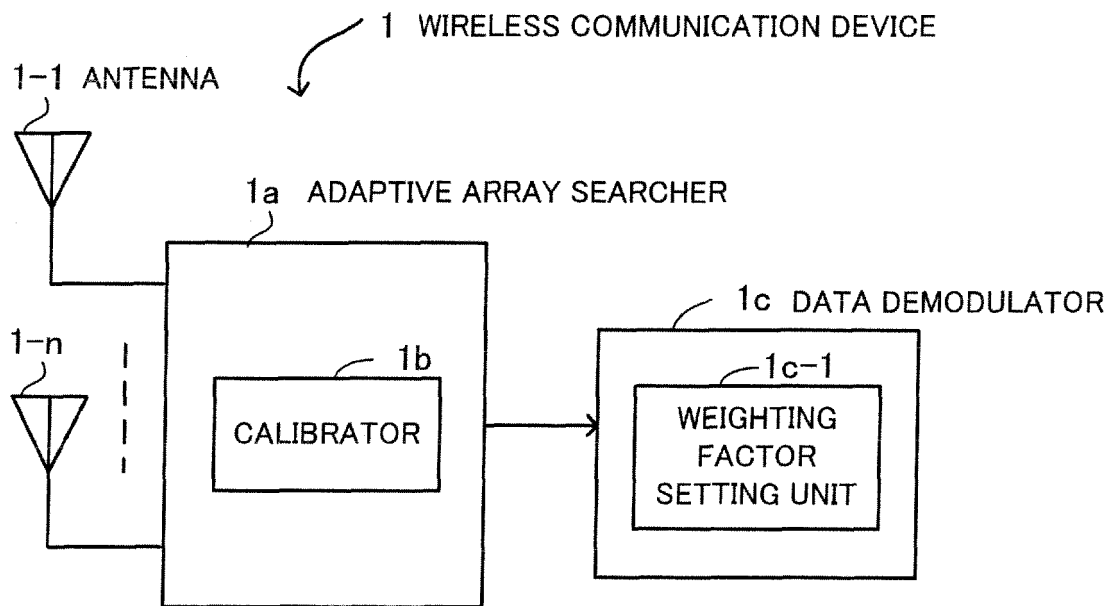 1 WIRELESS COMMUNICATION DEVICE
1-1 ANTENNA
1a ADAPTIVE ARRAY SEARCHER
1c DATA DEMODULATOR
1-n
1b
1c-1
CALIBRATOR
WEIGHTING
FACTOR
SETTING UNIT